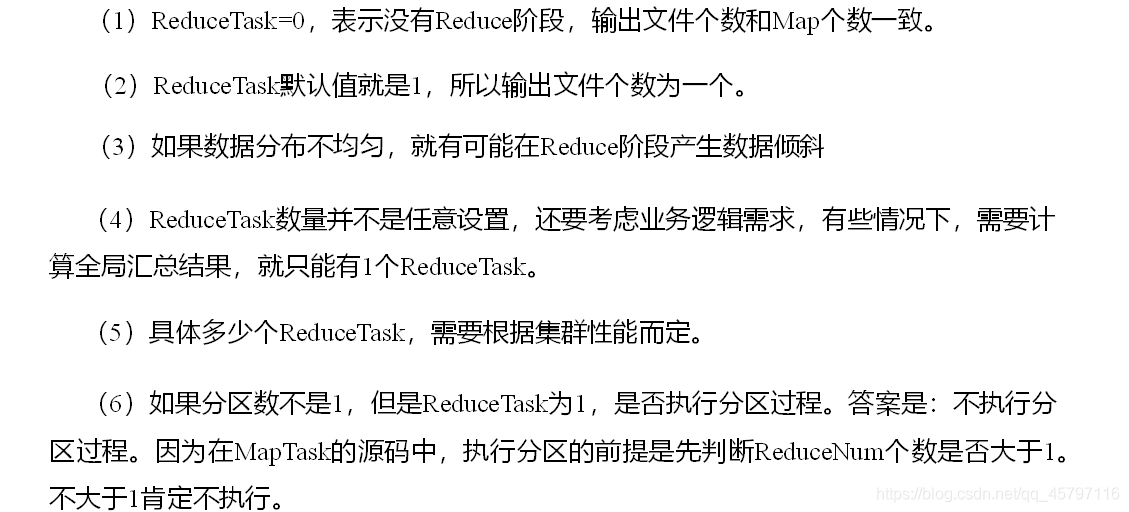 （1）ReduceTask=0，表示没有Reduce阶段，输出文件个数和Map个数一致。
（2）ReduceTask默认值就是1，所以输出文件个数为一个。
（3）如果数据分布不均匀，就有可能在Reduce阶段产生数据倾斜
（4）ReduceTask数量并不是任意设置，还要考虑业务逻辑需求，有些情况下，需要计
算全局汇总结果，就只能有1个ReduceTask。
（5）具体多少个ReduceTask，需要根据集群性能而定。
（6）如果分区数不是1，但是ReduceTask为1，是否执行分区过程。答案是：不执行分
区过程。因为在MapTask的源码中，执行分区的前提是先判断ReduceNum个数是否大于1。
不大于1肯定不执行。
https://blog.csdn.net/qq_45797116